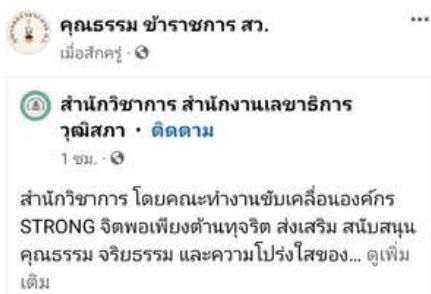 คุณธรรม ข้าราชการ สว.
เมื่อสักครู่ ·
สำนักวิชาการ สำนักงานเลขาธิการ
วุฒิสภา · ติดตาม
1 ชม. ·
สำนักวิชาการ โดยคณะทำงานขับเคลื่อนองค์กร
STRONG จิตพอเพียงต้านทุจริต ส่งเสริม สนับสนุน
คุณธรรม จริยธรรม และความโปร่งใสของ... ดูเพิ่ม
เติม